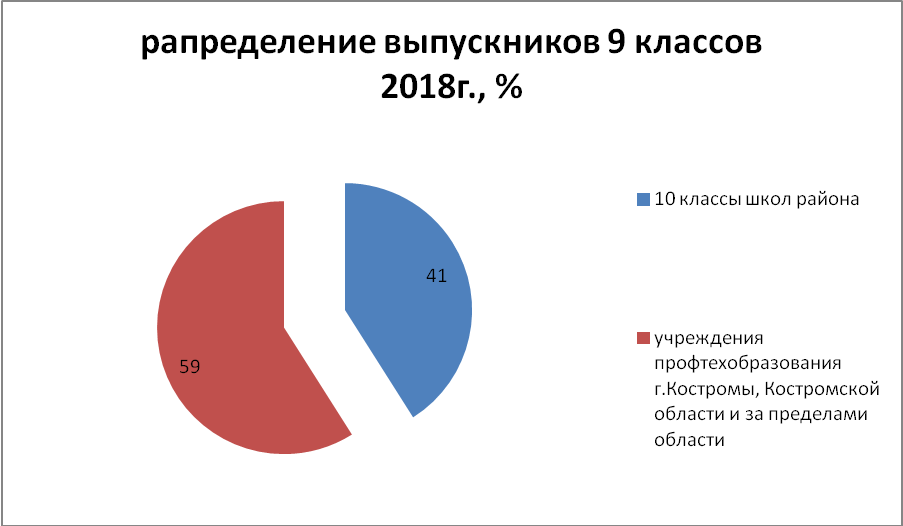 рапределение выпускников 9 классов
2018г., %
10 классы школ района
41
59
учреждения
профтехобразования
г.Костромы, Костромской
области и за пределами
области